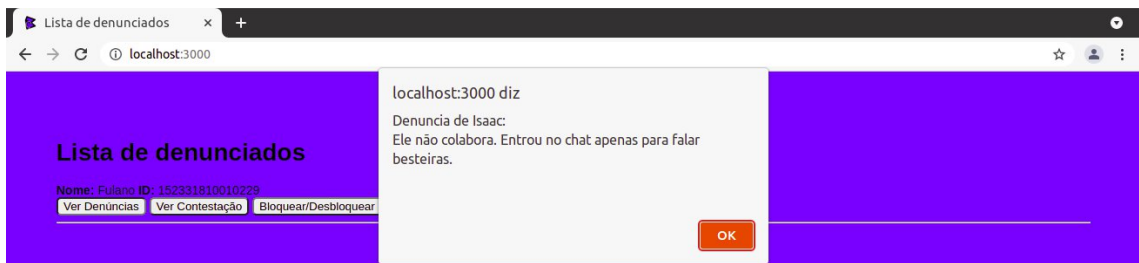 Lista de denunciados
localhost:3000
localhost:3000 diz
Denuncia de Isaac:
Ele não colabora. Entrou no chat apenas para falar
besteiras.
OK
Lista de denunciados
Nome: Fulano ID: 152331810010229
Ver Denúncias Ver Contestação Bloquear/Desbloquear